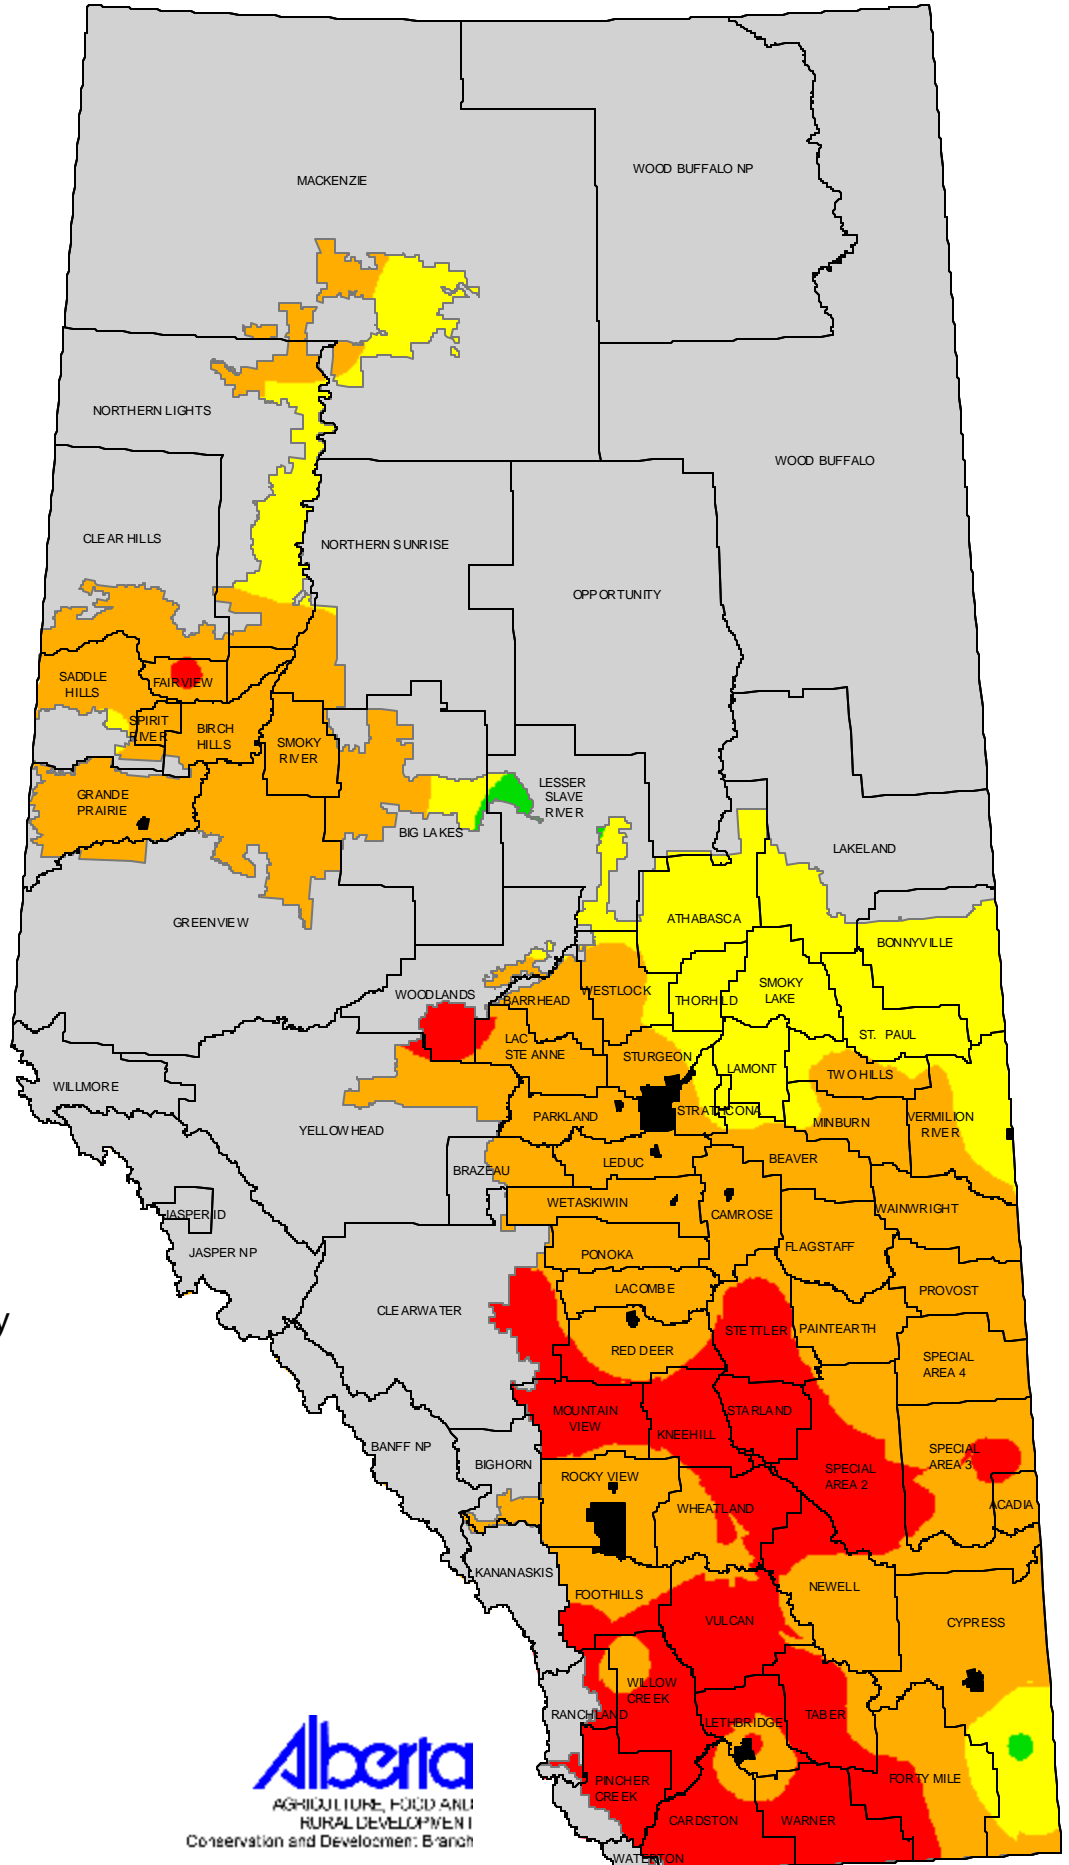 MACKENZIE
WOOD BUFFALO NP
NORTHERN LIGHTS
WOOD BUFFALO
CLEAR HILLS
NORTHERN SUNRISE
OPPORTUNITY
SADDLE
HILLS
FAIRVIEW
SPIRIT
RIVER
BIRCH
HILLS
SMOKY
RIVER
GRANDE
PRAIRIE
BIG LAKES
LESSER
SLAVE
RIVER
LAKELAND
GREENVIEW
ATHABASCA
BONNYVILLE
WOODLANDS
BARRHEAD
WESTLOCK
THORHILD
SMOKY
LAKE
ST. PAUL
LAC
STE ANNE
STURGEON
LAMONT
TWO HILLS
WILLMORE
YELLOWHEAD
PARKLAND
STRATHCONA
MINBURN
VERMILION
RIVER
BRAZEAU
LEDUC
BEAVER
JASPER ID
WETASKIWIN
CAMROSE
WAINWRIGHT
JASPER NP
PONOKA
FLAGSTAFF
CLEARWATER
LACOMBE
PROVOST
y
RED DEER
STETTLER
PAINTEARTH
SPECIAL
AREA 4
MOUNTAIN
VIEW
STARLAND
KNEEHILL
BANFF NP
BIGHORN
ROCKY VIEW
SPECIAL
AREA 2
SPECIAL
AREA 3
WHEATLAND
ACADIA
KANANASKIS
FOOTHILLS
NEWELL
VULCAN
CYPRESS
WILLOW
CREEK
RANCHLAND
LETHBRIDGE
TABER
PINCHER
CREEK
FORTY MILE
CARDSTON
WARNER
WATERTON
Alberta
AGRICULTURE, FOOD AND
RURAL DEVELOPMENT
Conservation and Development Branch